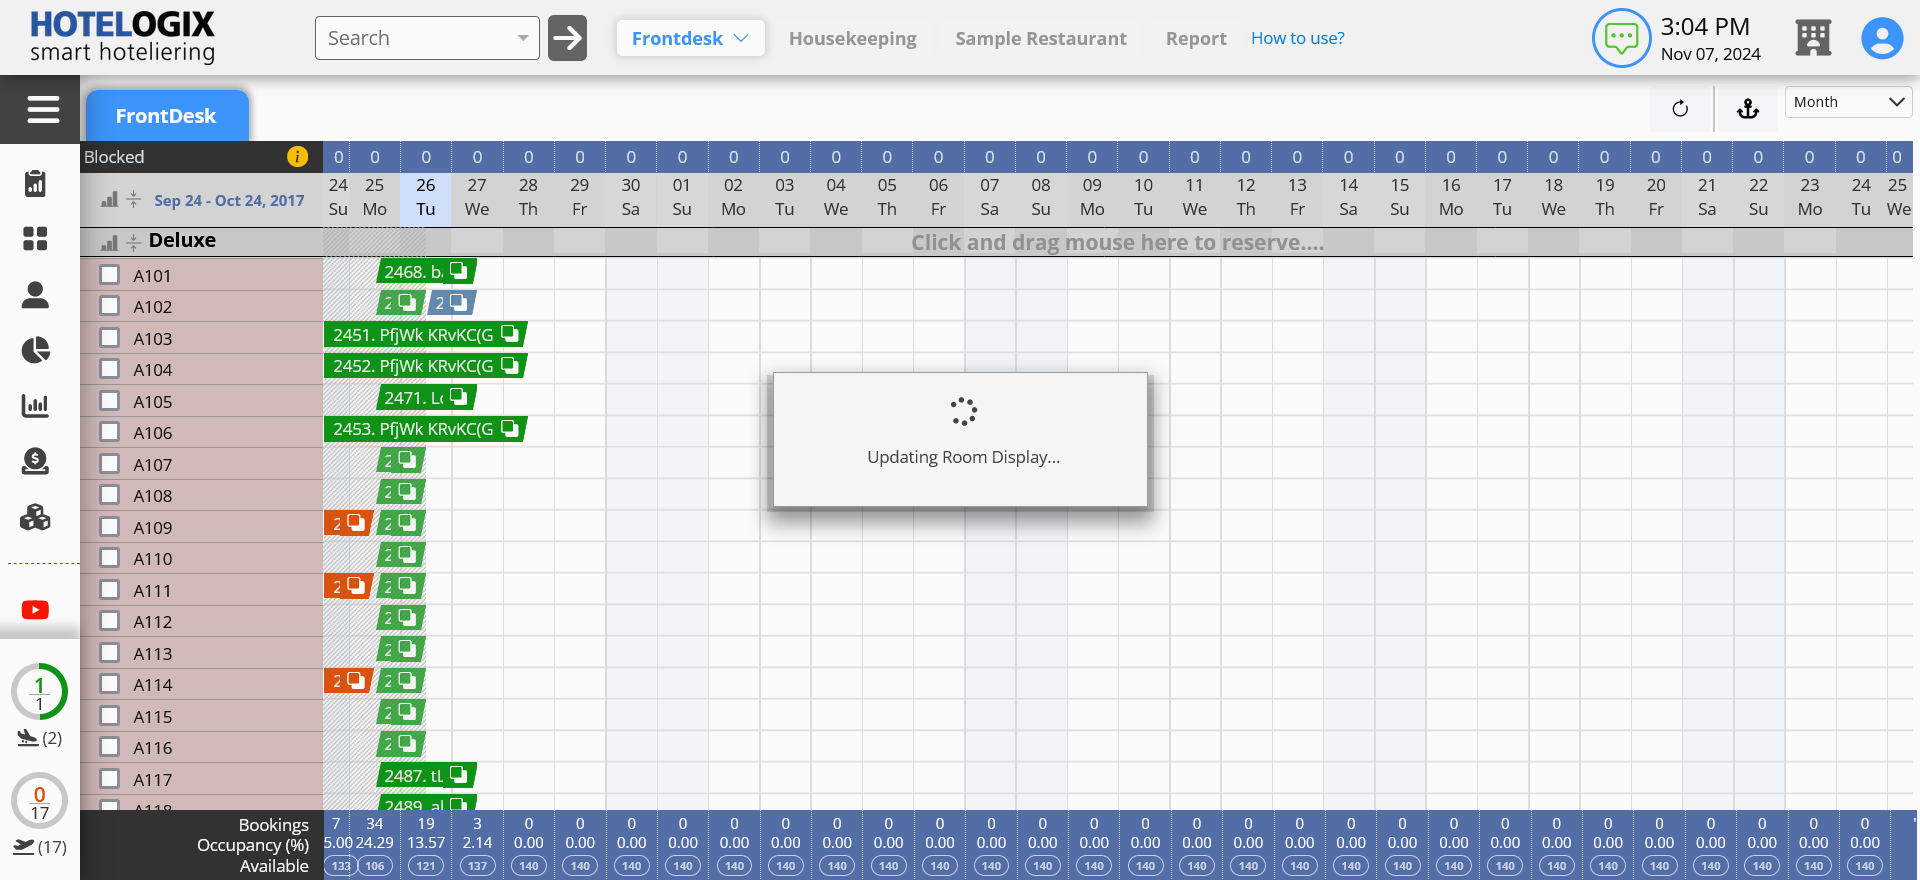 HOTELOGIX
smart hoteliering
Search
Frontdesk
Housekeeping
Sample Restaurant
Report
How to use?
3:04 PM
Nov 07, 2024
FrontDesk
Month
Blocked i 0 0 0 0 0 0 0 0 0 0 0 0 0 0 0 0 0 0 0 0 0 0 0 0 0 0 0 0 0 0 0 0
Sep 24 - Oct 24, 2017
24 25 26 27 28 29 30 01 02 03 04 05 06 07 08 09 10 11 12 13 14 15 16 17 18 19 20 21 22 23 24 25
Su Mo Tu We Th Fr Sa Su Mo Tu We Th Fr Sa Su Mo Tu We Th Fr Sa Su Mo Tu We Th Fr Sa Su Mo Tu We
Deluxe
Click and drag mouse here to reserve....
A101 2468.
A102 2 2
A103 2451. PfjWk KRvKC(G
A104 2452. PfjWk KRvKC(G
A105 2471.
A106 2453. PfjWk KRvKC(G
A107 2
A108 2
A109 2 2
A110 2
A111 2 2
A112 2
A113 2
A114 2 2
A115 2
A116 2
A117 2487.
A118 2489.
Updating Room Display...
1
1
(2)
0
17
(17)
Bookings 7 34 19 3 0 0 0 0 0 0 0 0 0 0 0 0 0 0 0 0 0 0 0 0 0 0 0 0 0 0 0
Occupancy (%) 5.00 24.29 13.57 2.14 0.00 0.00 0.00 0.00 0.00 0.00 0.00 0.00 0.00 0.00 0.00 0.00 0.00 0.00 0.00 0.00 0.00 0.00 0.00 0.00 0.00 0.00 0.00 0.00 0.00 0.00 0.00
Available 133 106 121 137 140 140 140 140 140 140 140 140 140 140 140 140 140 140 140 140 140 140 140 140 140 140 140 140 140 140 140